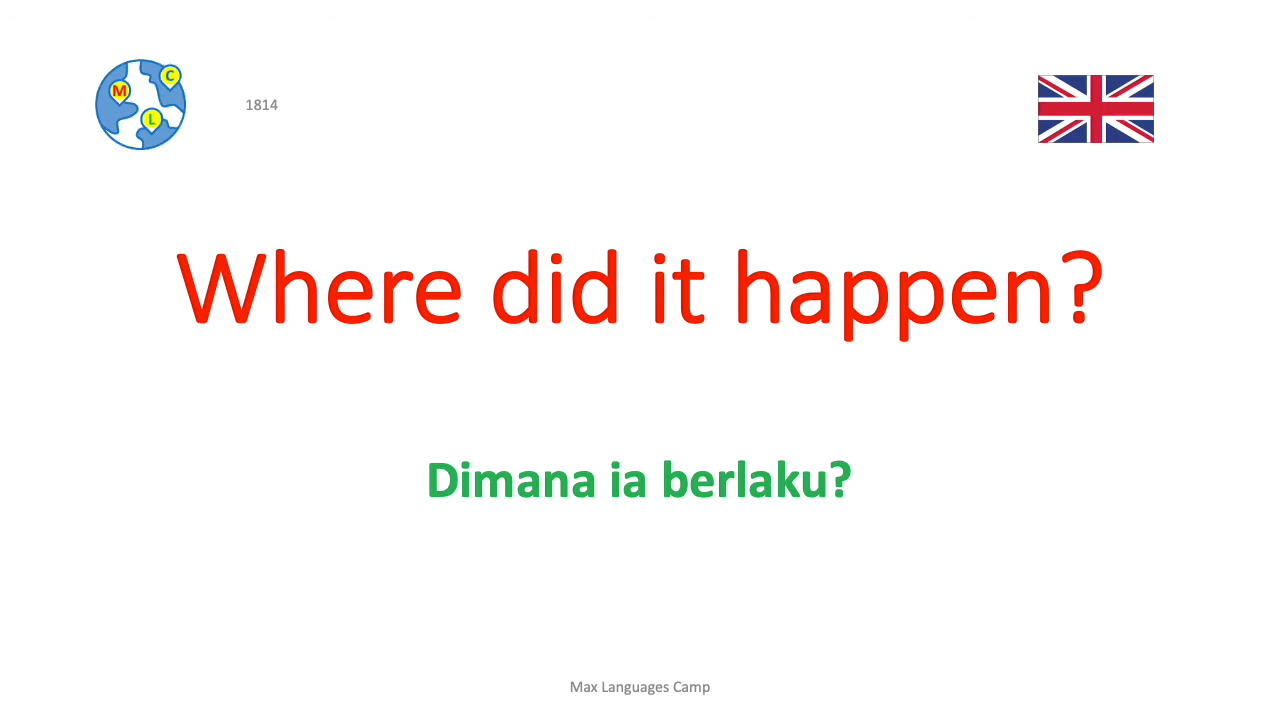 M
C
L
1814
Where did it happen?
Dimana ia berlaku?
Max Languages Camp